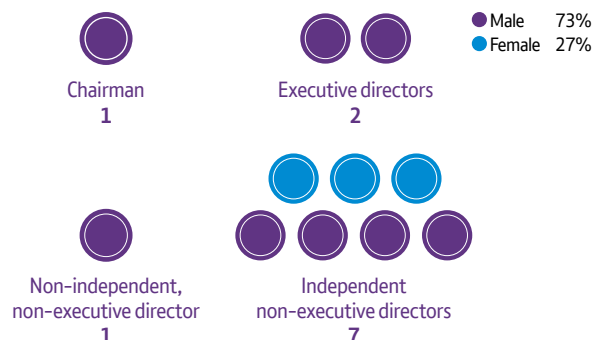 Male 73%
Female 27%
Chairman
1
Executive directors
2
Non-independent,
non-executive director
1
Independent
non-executive directors
7